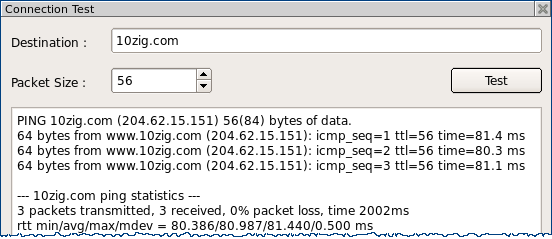 Connection Test
Destination : 10zig.com
Packet Size : 56 Test
PING 10zig.com (204.62.15.151) 56(84) bytes of data.
64 bytes from www.10zig.com (204.62.15.151): icmp_seq=1 ttl=56 time=81.4 ms
64 bytes from www.10zig.com (204.62.15.151): icmp_seq=2 ttl=56 time=80.3 ms
64 bytes from www.10zig.com (204.62.15.151): icmp_seq=3 ttl=56 time=81.1 ms
--- 10zig.com ping statistics ---
3 packets transmitted, 3 received, 0% packet loss, time 2002ms
rtt min/avg/max/mdev = 80.386/80.987/81.440/0.500 ms